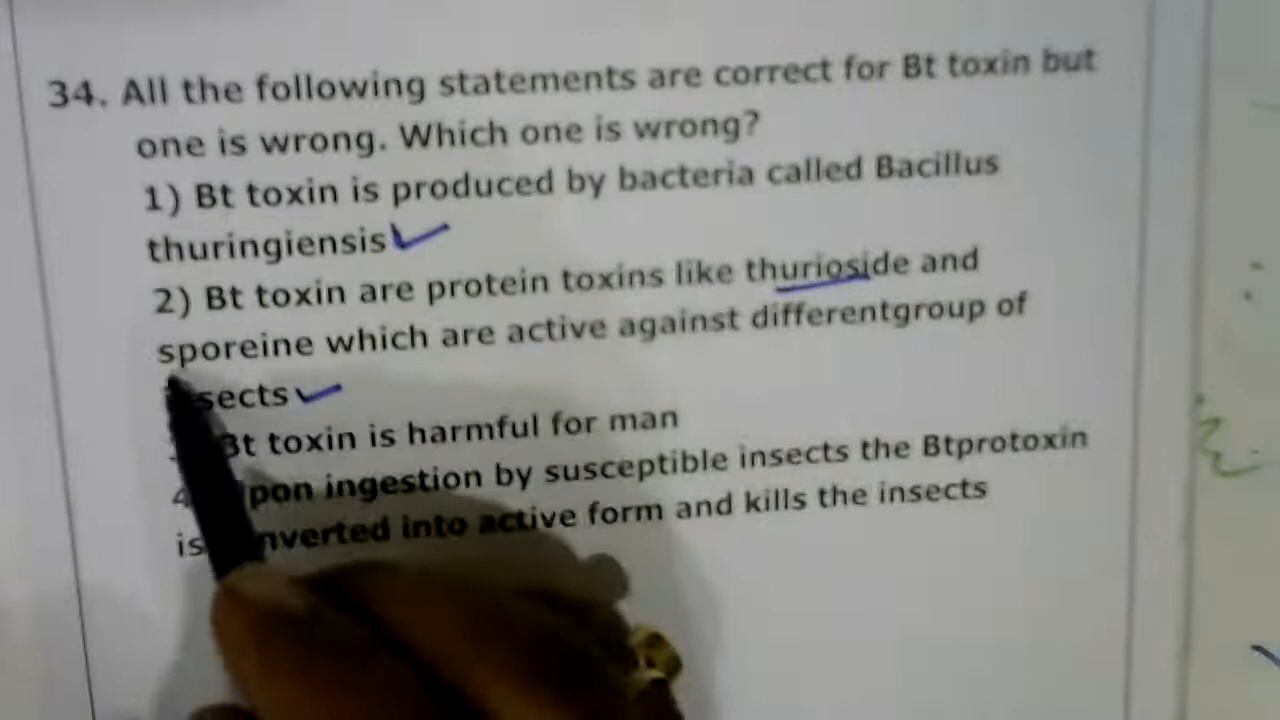 34. All the following statements are correct for Bt toxin but
one is wrong. Which one is wrong?
1) Bt toxin is produced by bacteria called Bacillus
thuringiensis
2) Bt toxin are protein toxins like thurioside and
sporeine which are active against differentgroup of
sects
Bt toxin is harmful for man
4 pon ingestion by susceptible insects the Btprotoxin
is nverted into active form and kills the insects